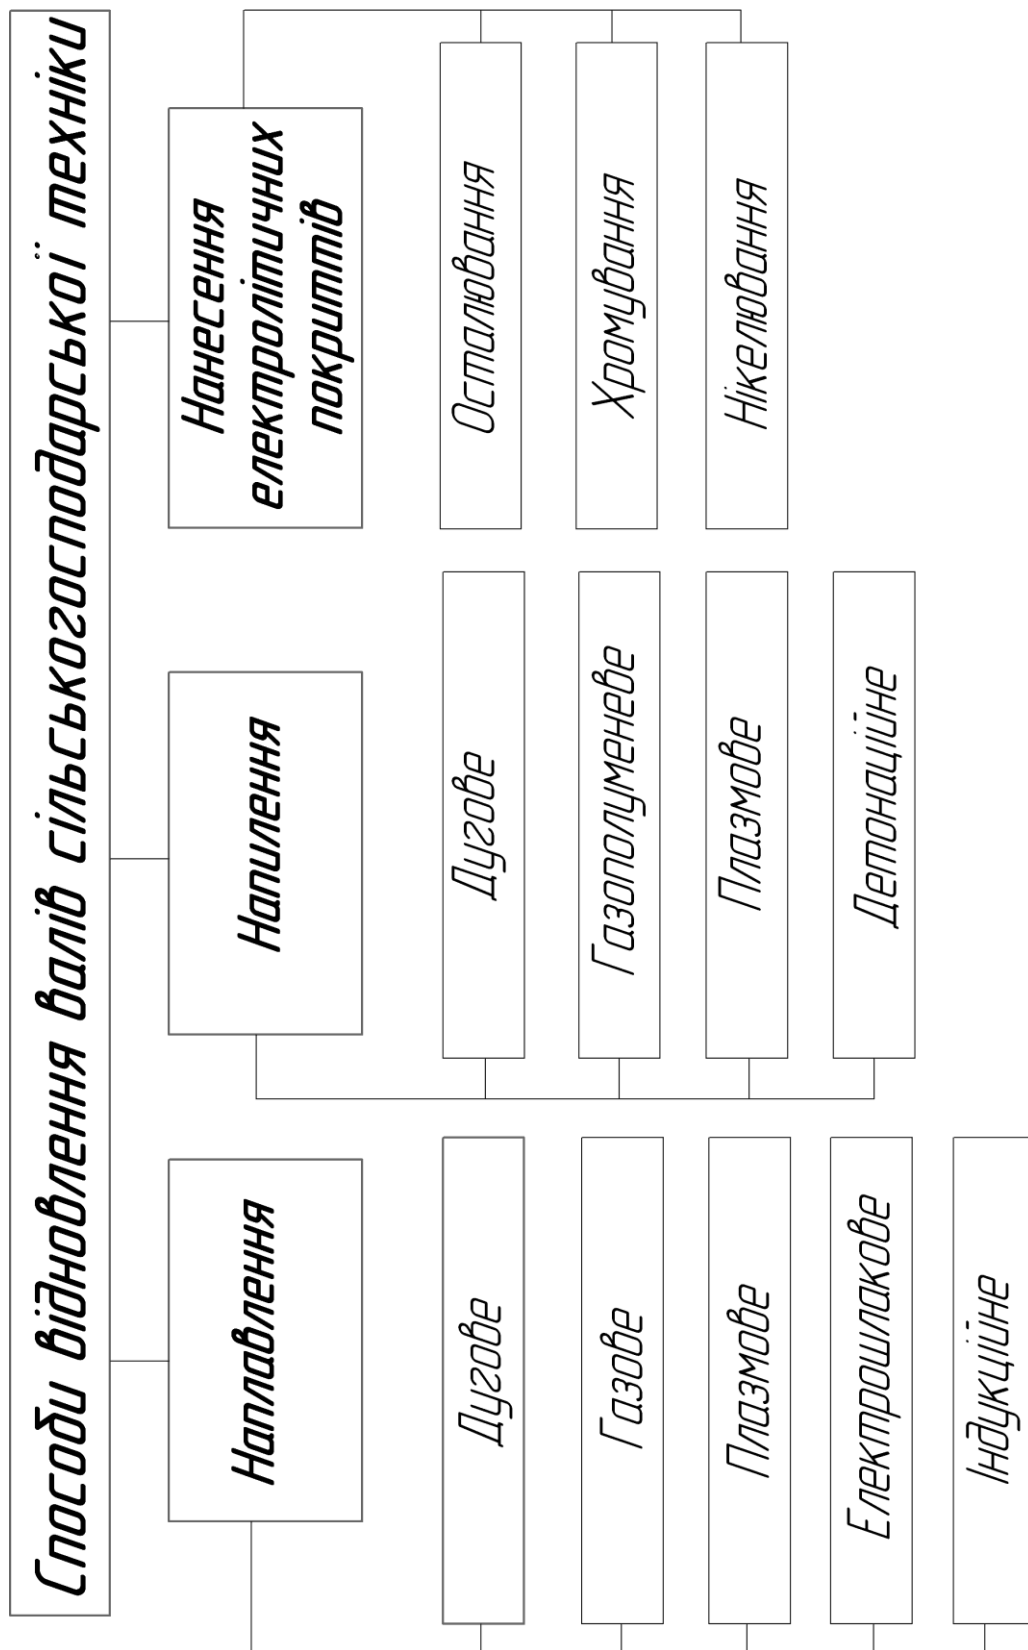 Способи відновлення валів сільськогосподарської техніки
Наплавлення
Дугове
Газове
Плазмове
Електрошлакове
Індукційне
Напилення
Дугове
Газополуменеве
Плазмове
Детонаційне
Нанесення
електролітичних
покриттів
Осталювання
Хромування
Нікелювання